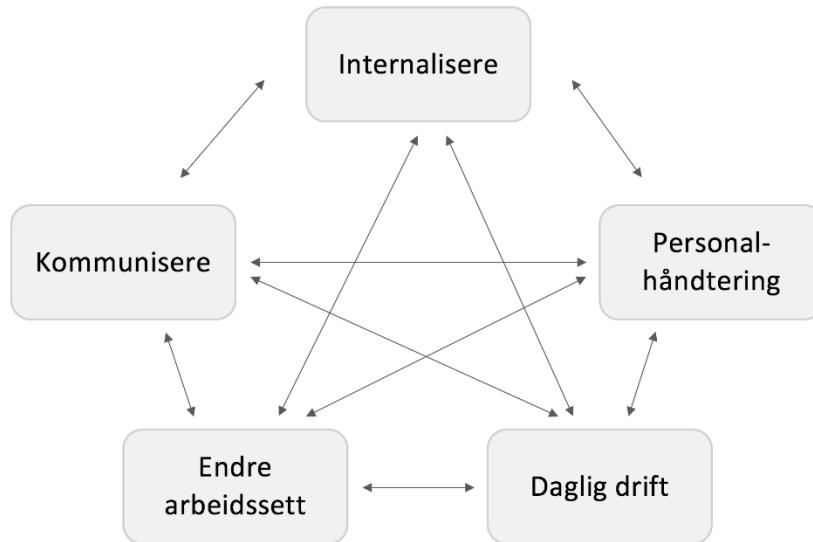 Internalisere
Kommunisere
Personal-
håndtering
Endre
arbeidssett
Daglig drift